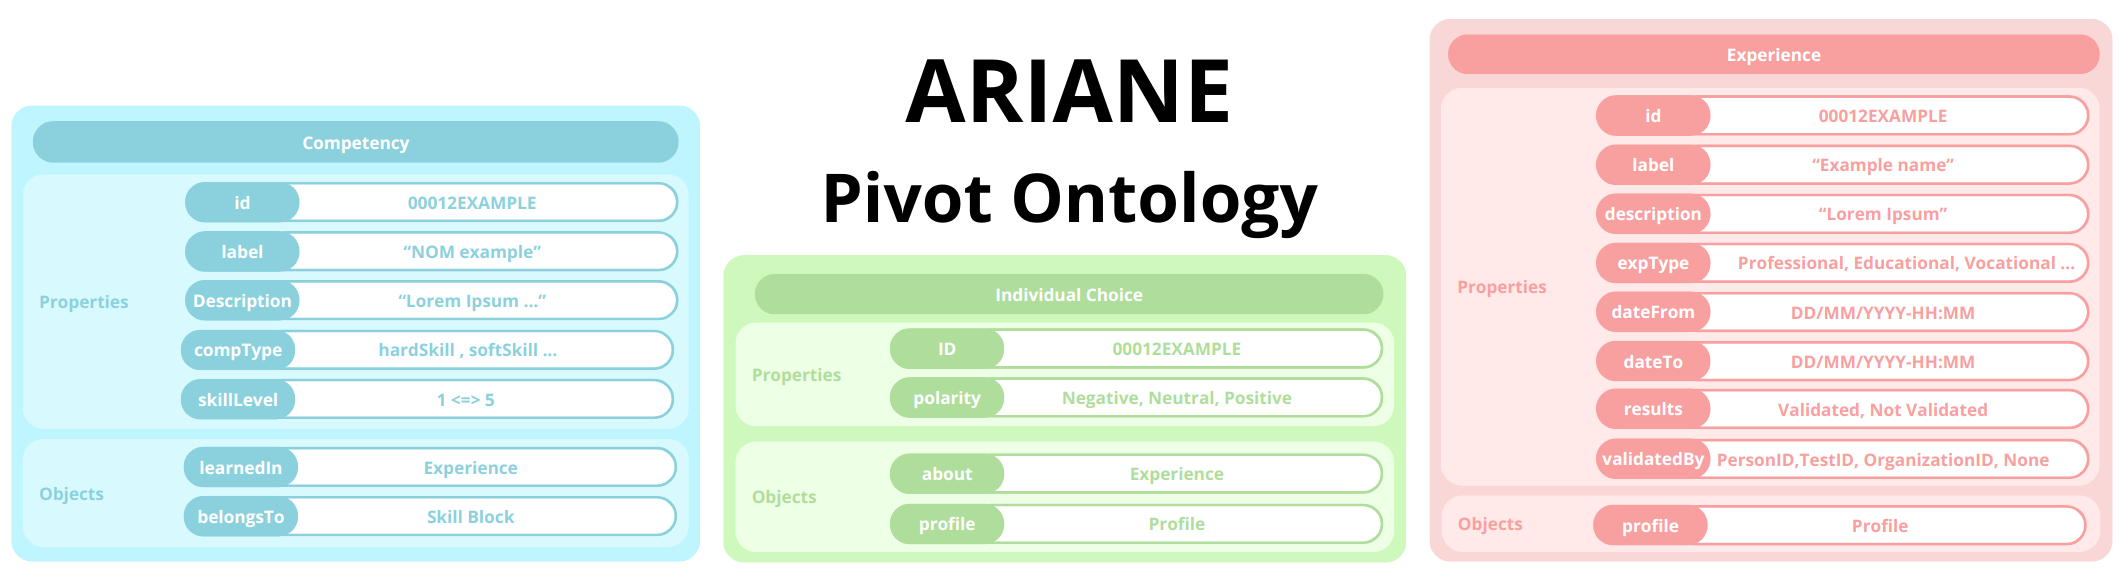 ARIANE
Pivot Ontology
Competency
Properties
id 00012EXAMPLE
label “NOM example”
Description “Lorem Ipsum ...”
compType hardSkill , softSkill ...
skillLevel 1 <=> 5
Objects
learnedIn Experience
belongsTo Skill Block
Individual Choice
Properties
ID 00012EXAMPLE
polarity Negative, Neutral, Positive
Objects
about Experience
profile Profile
Experience
Properties
id 00012EXAMPLE
label “Example name”
description “Lorem Ipsum”
expType Professional, Educational, Vocational ...
dateFrom DD/MM/YYYY-HH:MM
dateTo DD/MM/YYYY-HH:MM
results Validated, Not Validated
validatedBy PersonID,TestID, OrganizationID, None
Objects
profile Profile